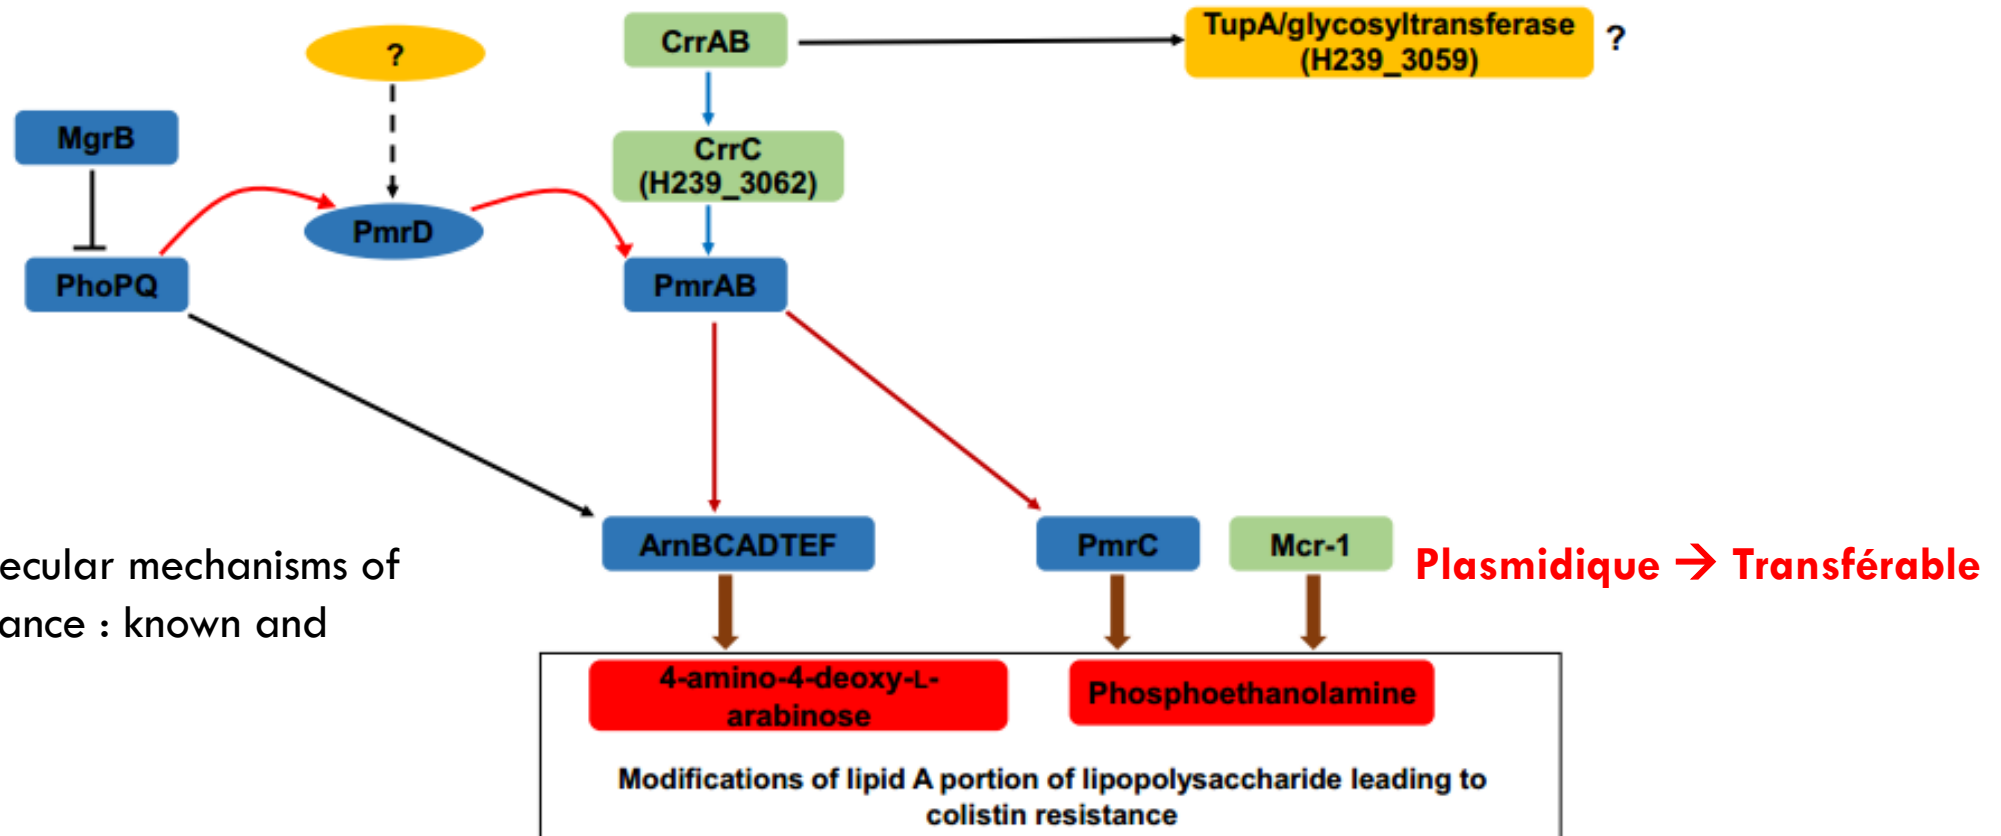 CrrAB
TupA/glycosyltransferase
(H239_3059)
?
?
MgrB
CrrC
(H239_3062)
PmrD
PhoPQ
PmrAB
ArnBCADTEF
PmrC
Mcr-1
Plasmidique → Transférable
ecular mechanisms of
ance : known and
4-amino-4-deoxy-L-
arabinose
Phosphoethanolamine
Modifications of lipid A portion of lipopolysaccharide leading to
colistin resistance